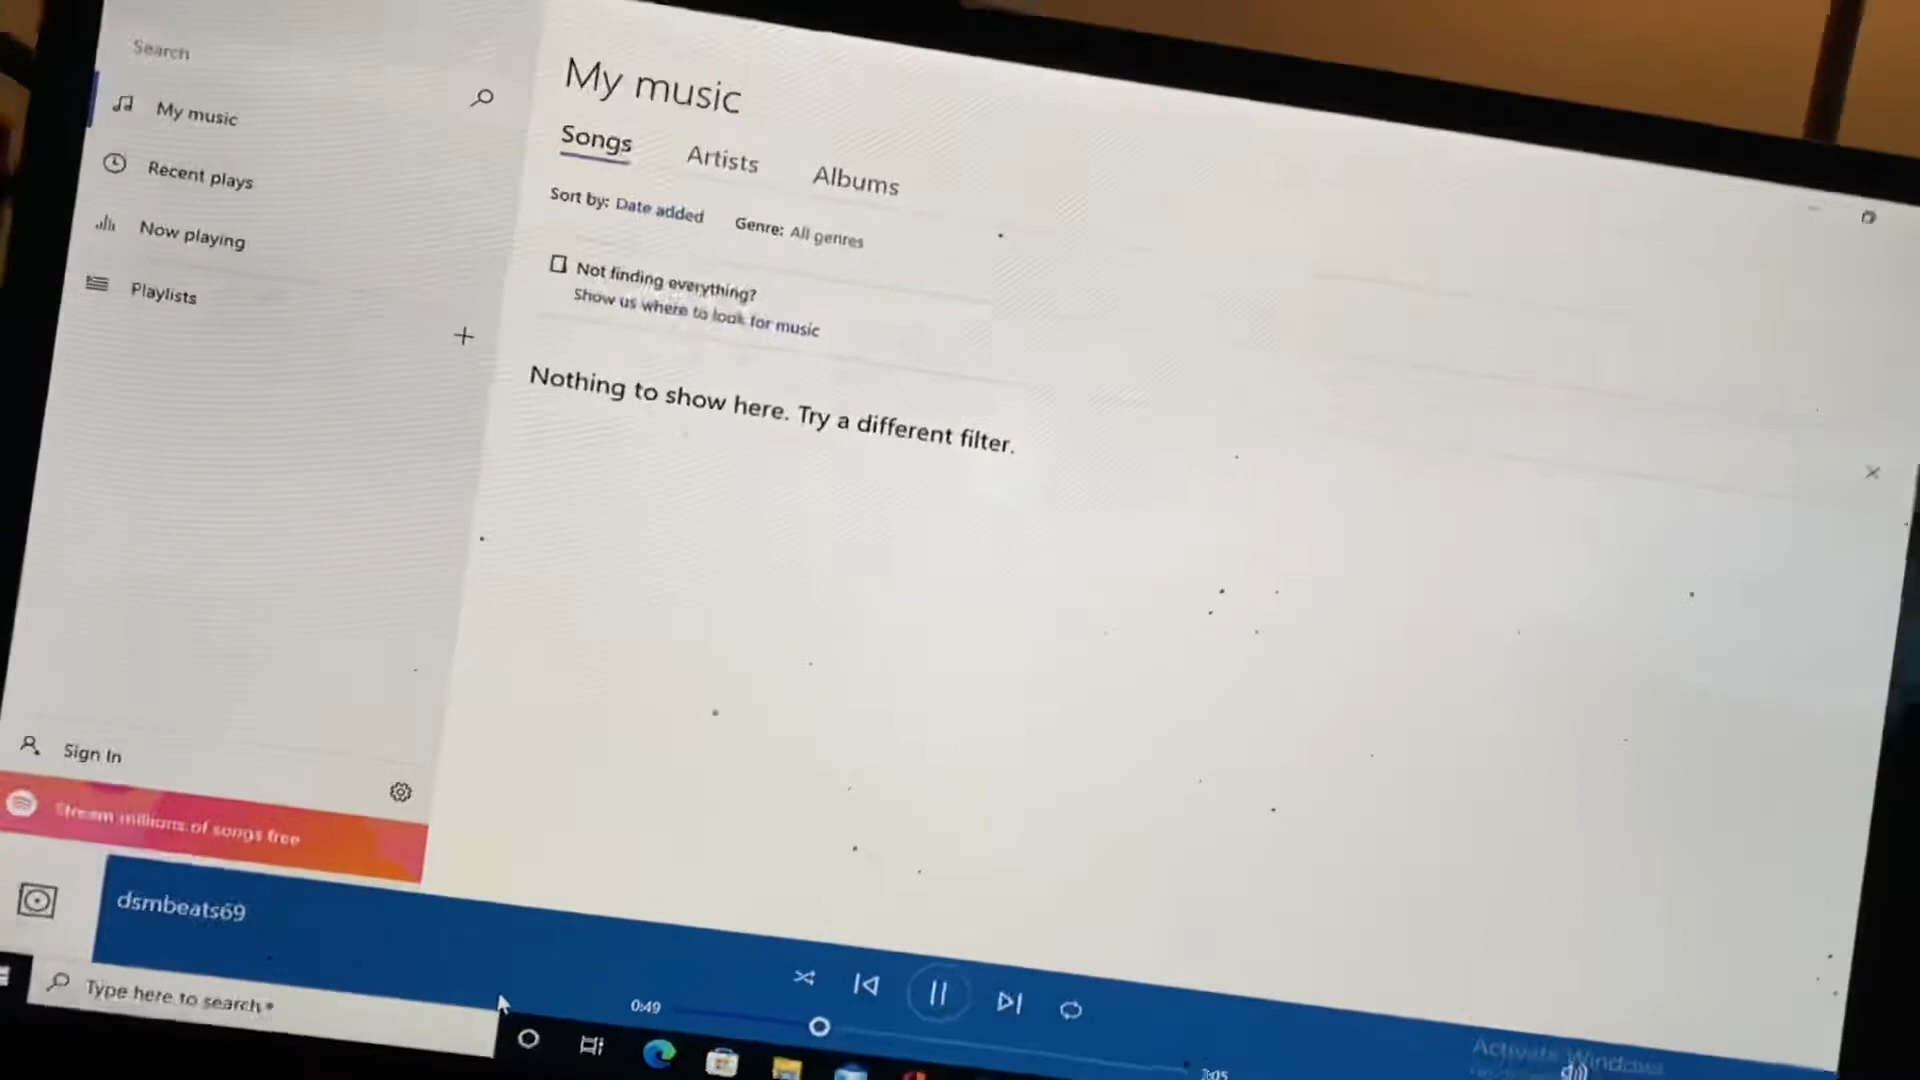 Search
My music
Recent plays
Now playing
Playlists
Sign In
Stream millions of songs free
My music
Songs Artists Albums
Sort by: Date added Genre: All genres
Not finding everything?
Show us where to look for music
Nothing to show here. Try a different filter.
dsmbeats69
0:49
Type here to search
Activate Windows